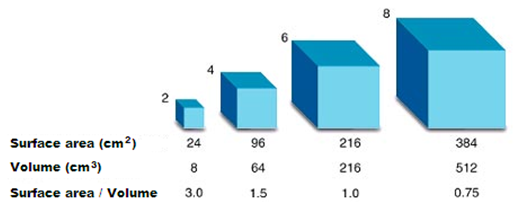 8
6
4
2
Surface area (cm²) 24 96 216 384
Volume (cm³) 8 64 216 512
Surface area / Volume 3.0 1.5 1.0 0.75